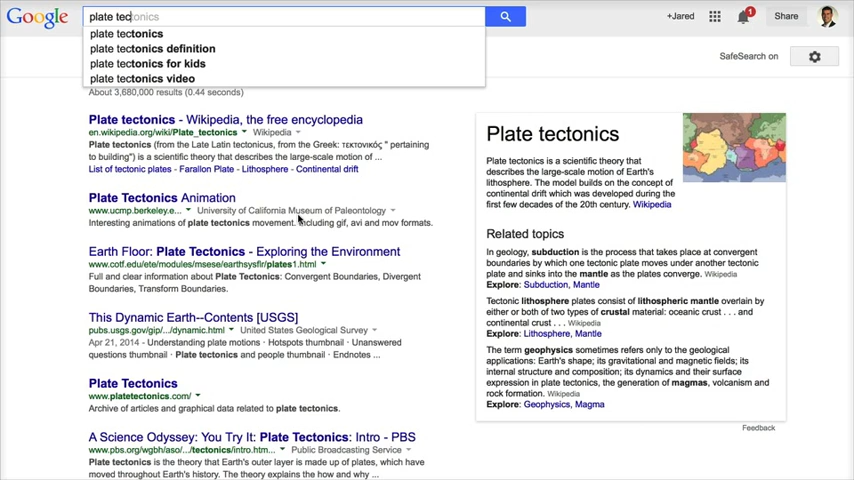 Google
plate tectonics
+Jared
1
Share
plate tectonics
plate tectonics definition
plate tectonics for kids
plate tectonics video
SafeSearch on
About 3,680,000 results (0.44 seconds)
Plate tectonics - Wikipedia, the free encyclopedia
en.wikipedia.org/wiki/Plate_tectonics Wikipedia
Plate tectonics (from the Late Latin tectonicus, from the Greek: τεκτονικός " pertaining
to building") is a scientific theory that describes the large-scale motion of ...
List of tectonic plates - Farallon Plate - Lithosphere - Continental drift
Plate Tectonics Animation
www.ucmp.berkeley.e... University of California Museum of Paleontology
Interesting animations of plate tectonics movement. Including gif, avi and mov formats.
Earth Floor: Plate Tectonics - Exploring the Environment
www.cotf.edu/ete/modules/msese/earthsysflr/plates1.html
Full and clear information about Plate Tectonics: Convergent Boundaries, Divergent
Boundaries, Transform Boundaries.
This Dynamic Earth--Contents [USGS]
pubs.usgs.gov/gip/.../dynamic.html United States Geological Survey
Apr 21, 2014 - Understanding plate motions · Hotspots thumbnail · Unanswered
questions thumbnail · Plate tectonics and people thumbnail · Endnotes ...
Plate Tectonics
www.platetectonics.com/
Archive of articles and graphical data related to plate tectonics.
A Science Odyssey: You Try It: Plate Tectonics: Intro - PBS
www.pbs.org/wgbh/aso/.../tectonics/intro.htm... Public Broadcasting Service
Plate tectonics is the theory that Earth's outer layer is made up of plates, which have
moved throughout Earth's history. The theory explains the how and why ...
Plate tectonics
Plate tectonics is a scientific theory that
describes the large-scale motion of Earth's
lithosphere. The model builds on the concept of
continental drift which was developed during the
first few decades of the 20th century. Wikipedia
Related topics
In geology, subduction is the process that takes place at convergent
boundaries by which one tectonic plate moves under another tectonic
plate and sinks into the mantle as the plates converge. Wikipedia
Explore: Subduction, Mantle
Tectonic lithosphere plates consist of lithospheric mantle overlain by
either or both of two types of crustal material: oceanic crust . . . and
continental crust . . . Wikipedia
Explore: Lithosphere, Mantle
The term geophysics sometimes refers only to the geological
applications: Earth's shape; its gravitational and magnetic fields; its
internal structure and composition; its dynamics and their surface
expression in plate tectonics, the generation of magmas, volcanism and
rock formation. Wikipedia
Explore: Geophysics, Magma
Feedback